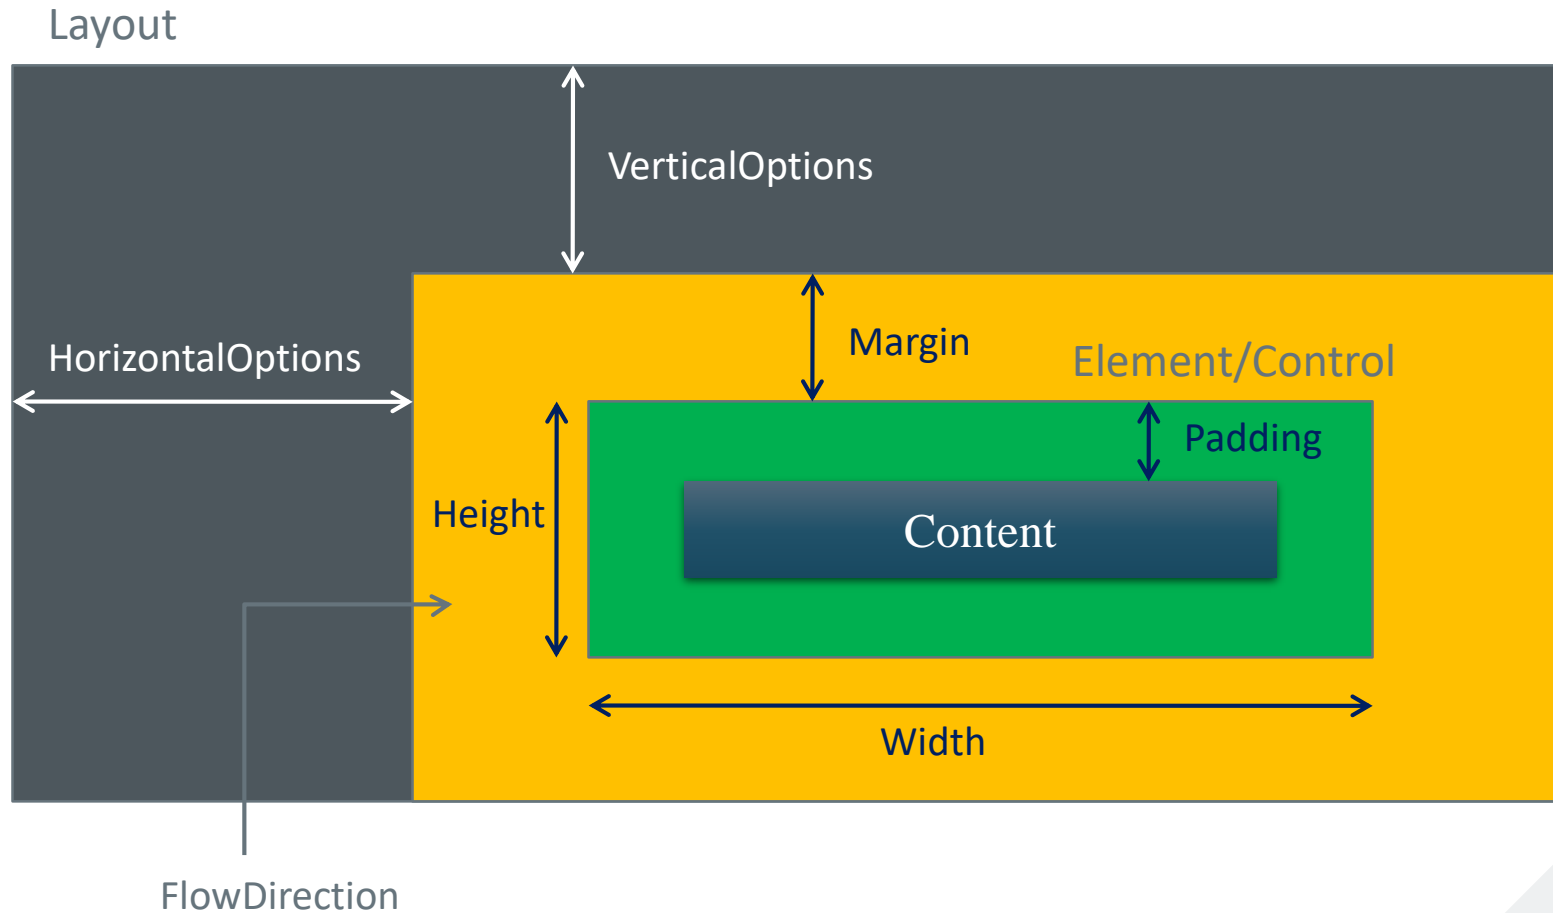 Layout
VerticalOptions
Margin
HorizontalOptions
Element/Control
Padding
Height
Content
Width
FlowDirection